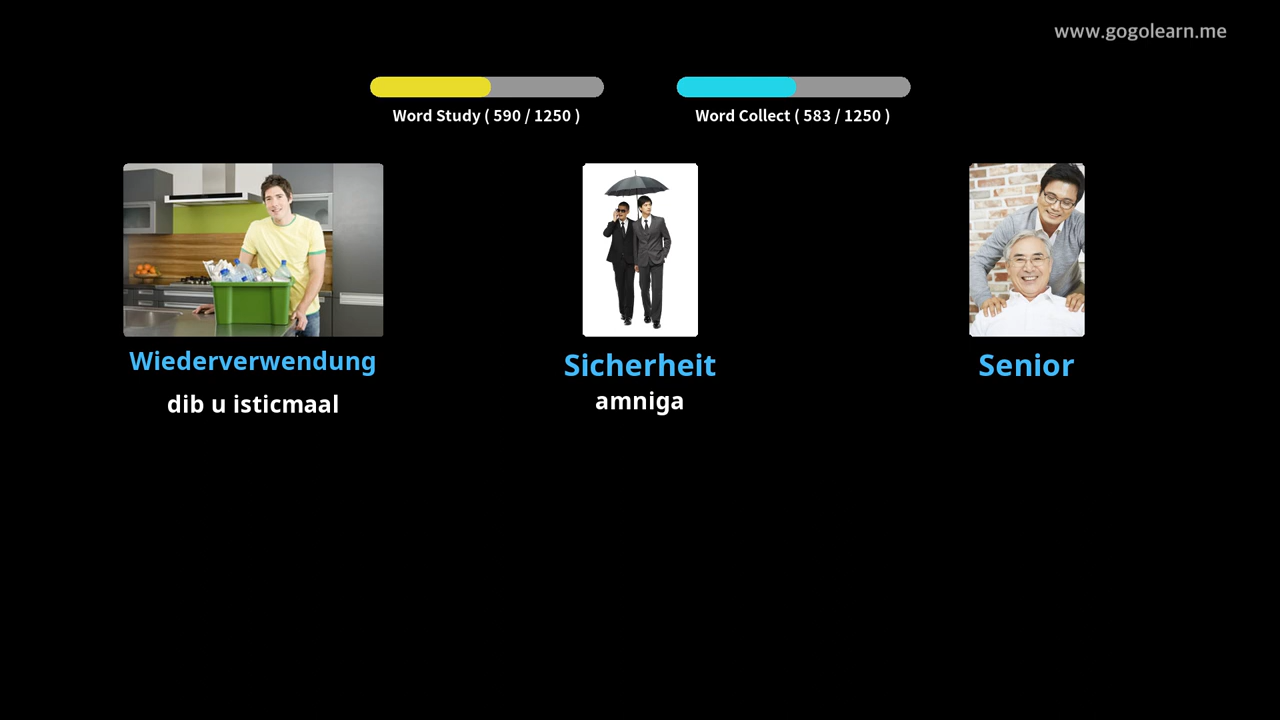 www.gogolearn.me
Word Study ( 590 / 1250 )
Word Collect ( 583 / 1250 )
Wiederverwendung
dib u isticmaal
Sicherheit
amniga
Senior